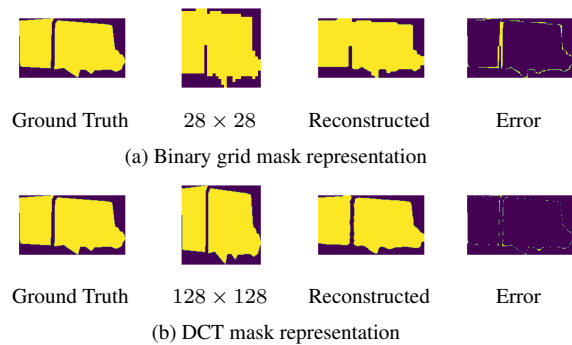 Ground Truth 28 × 28 Reconstructed Error
(a) Binary grid mask representation
Ground Truth 128 × 128 Reconstructed Error
(b) DCT mask representation